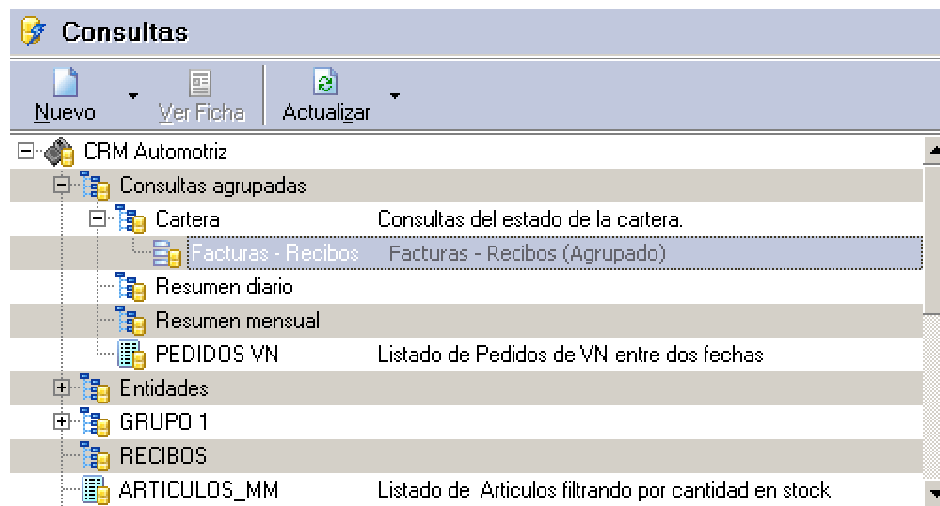 Consultas
Nuevo Ver Ficha Actualizar
CRM Automotriz
Consultas agrupadas
Cartera Consultas del estado de la cartera.
Facturas - Recibos Facturas - Recibos (Agrupado)
Resumen diario
Resumen mensual
PEDIDOS VN Listado de Pedidos de VN entre dos fechas
Entidades
GRUPO 1
RECIBOS
ARTICULOS_MM Listado de Articulos filtrando por cantidad en stock